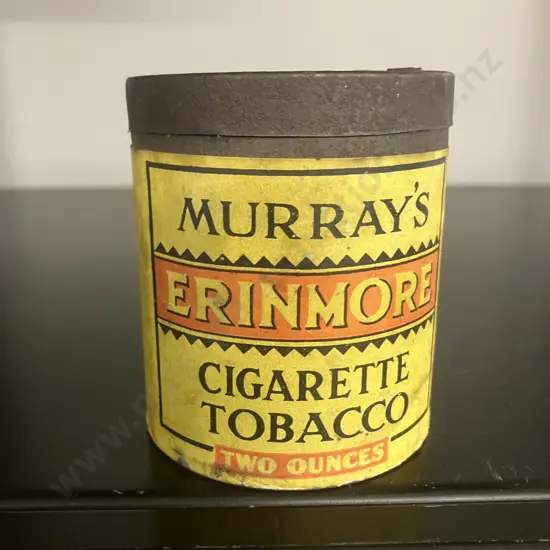 MURRAY'S
ERINMORE
CIGARETTE
TOBACCO
TWO OUNCES